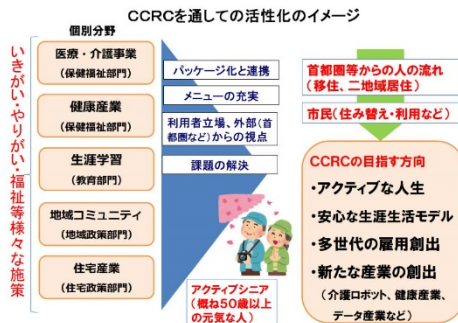 CCRCを通しての活性化のイメージ
個別分野
いきがい・やりがい・福祉等様々な施策
医療・介護事業
(保健福祉部門)
健康産業
(保健福祉部門)
生涯学習
(教育部門)
地域コミュニティ
(地域政策部門)
住宅産業
(住宅政策部門)
パッケージ化と連携
メニューの充実
利用者立場、外部(首
都圏など)からの視点
課題の解決
アクティブシニア
(概ね50歳以上
の元気な人)
首都圏等からの人の流れ
(移住、二地域居住)
市民(住み替え・利用など)
CCRCの目指す方向
・アクティブな人生
・安心な生涯生活モデル
・多世代の雇用創出
・新たな産業の創出
(介護ロボット、健康産業、
データ産業など)